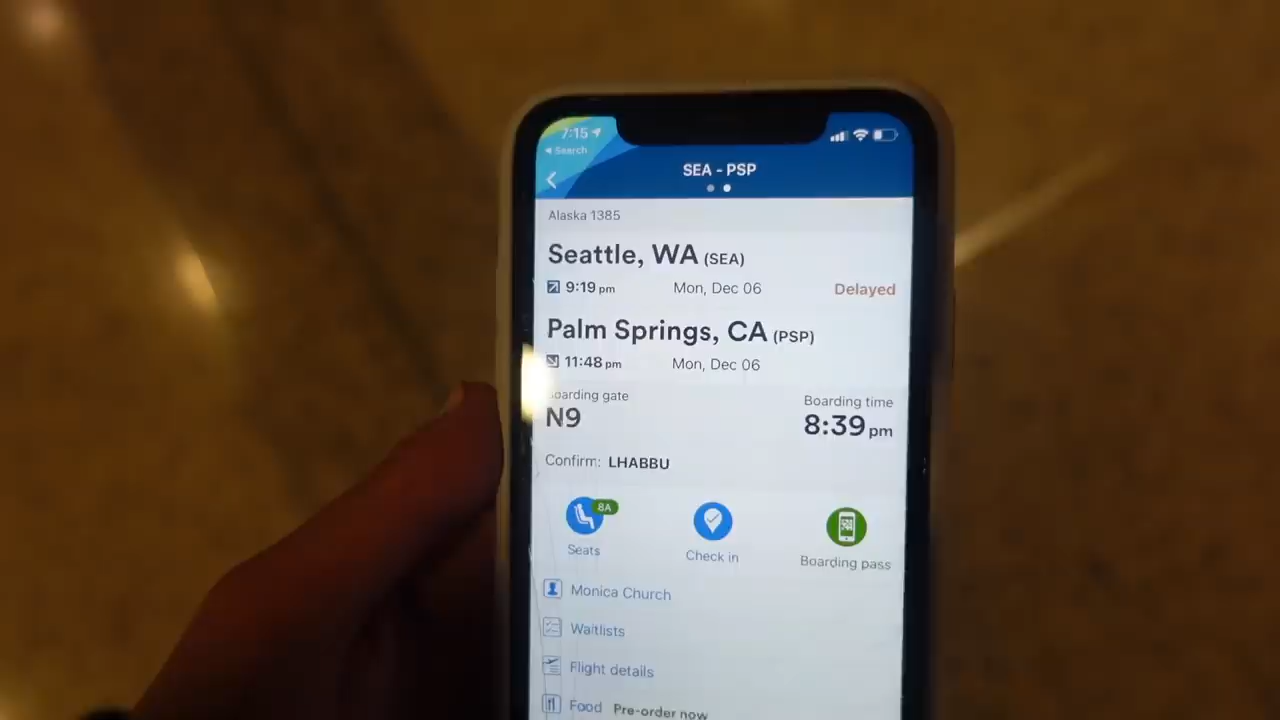 7:15
Search
SEA - PSP
Alaska 1385
Seattle, WA (SEA)
9:19 pm Mon, Dec 06 Delayed
Palm Springs, CA (PSP)
11:48 pm Mon, Dec 06
Boarding gate Boarding time
N9 8:39 pm
Confirm: LHABBU
8A
Seats Check in Boarding pass
Monica Church
Waitlists
Flight details
Food Pre-order now